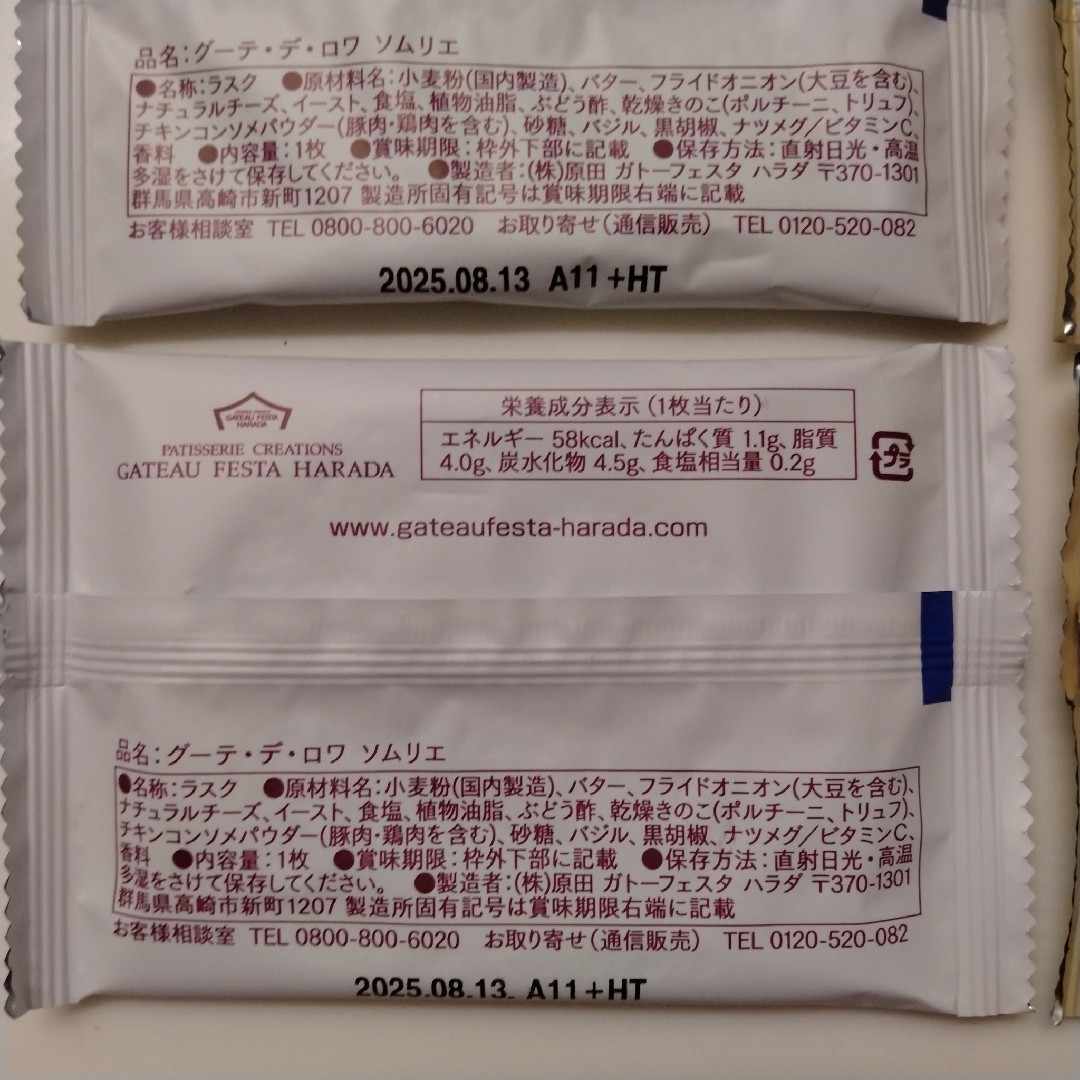 品名:グーテ・デ・ロワ ソムリエ
●名称:ラスク ●原材料名:小麦粉(国内製造)、バター、フライドオニオン(大豆を含む)、
ナチュラルチーズ、イースト、食塩、植物油脂、ぶどう酢、乾燥きのこ(ポルチーニ、トリュフ)、
チキンコンソメパウダー(豚肉・鶏肉を含む)、砂糖、バジル、黒胡椒、ナツメグ/ビタミンC、
香料 ●内容量:1枚 ●賞味期限:枠外下部に記載 ●保存方法:直射日光・高温
多湿をさけて保存してください。 ●製造者:(株)原田 ガトーフェスタ ハラダ 〒370-1301
群馬県高崎市新町1207 製造所固有記号は賞味期限右端に記載
お客様相談室 TEL 0800-800-6020 お取り寄せ(通信販売) TEL 0120-520-082
2025.08.13 A11+HT
GATEAU FESTA
HARADA
PATISSERIE CREATIONS
GATEAU FESTA HARADA
栄養成分表示(1枚当たり)
エネルギー 58kcal、たんぱく質 1.1g、脂質
4.0g、炭水化物 4.5g、食塩相当量 0.2g
プラ
www.gateaufesta-harada.com
品名:グーテ・デ・ロワ ソムリエ
●名称:ラスク ●原材料名:小麦粉(国内製造)、バター、フライドオニオン(大豆を含む)、
ナチュラルチーズ、イースト、食塩、植物油脂、ぶどう酢、乾燥きのこ(ポルチーニ、トリュフ)、
チキンコンソメパウダー(豚肉・鶏肉を含む)、砂糖、バジル、黒胡椒、ナツメグ/ビタミンC、
香料 ●内容量:1枚 ●賞味期限:枠外下部に記載 ●保存方法:直射日光・高温
多湿をさけて保存してください。 ●製造者:(株)原田 ガトーフェスタ ハラダ 〒370-1301
群馬県高崎市新町1207 製造所固有記号は賞味期限右端に記載
お客様相談室 TEL 0800-800-6020 お取り寄せ(通信販売) TEL 0120-520-082
2025.08.13. A11+HT